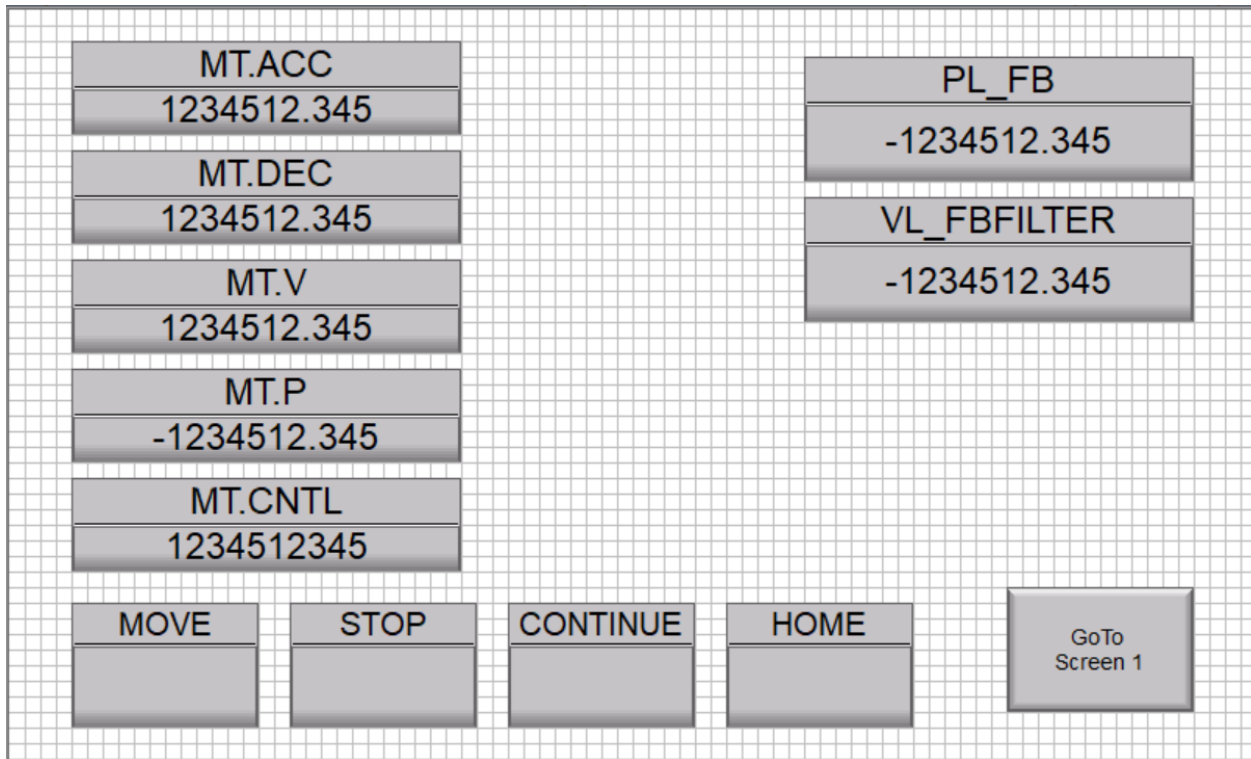 MT.ACC
1234512.345
MT.DEC
1234512.345
MT.V
1234512.345
MT.P
-1234512.345
MT.CNTL
1234512345
PL_FB
-1234512.345
VL_FBFILTER
-1234512.345
MOVE
STOP
CONTINUE
HOME
GoTo
Screen 1